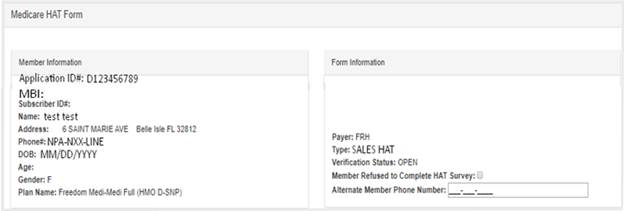 Medicare HAT Form
Member Information
Application ID#: D123456789
MBI:
Subscriber ID#:
Name: test test
Address: 6 SAINT MARIE AVE Belle Isle FL 32812
Phone#: NPA-NXX-LINE
DOB: MM/DD/YYYY
Age:
Gender: F
Plan Name: Freedom Medi-Medi Full (HMO D-SNP)
Form Information
Payer: FRH
Type: SALES HAT
Verification Status: OPEN
Member Refused to Complete HAT Survey:
Alternate Member Phone Number: ___-___-____